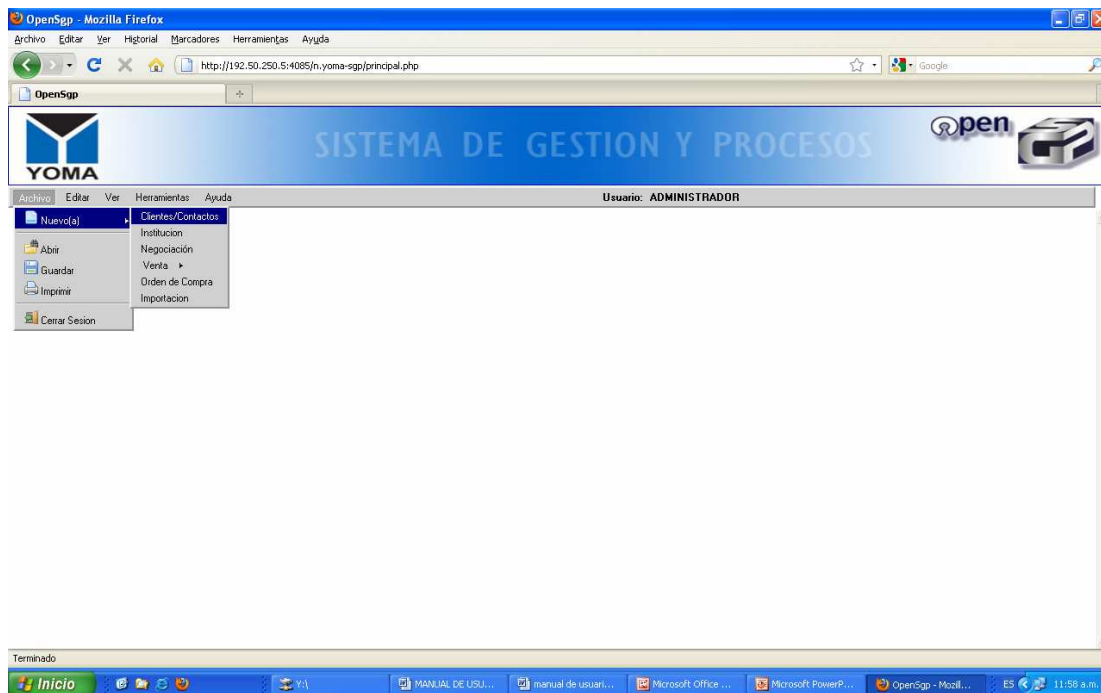 OpenSgp - Mozilla Firefox
Archivo Editar Ver Historial Marcadores Herramientas Ayuda
http://192.50.250.5:4085/n.yoma-sgp/principal.php
Google
OpenSgp
YOMA
SISTEMA DE GESTION Y PROCESOS
open
Archivo Editar Ver Herramientas Ayuda
Usuario: ADMINISTRADOR
Nuevo(a)
Abrir
Guardar
Imprimir
Cerrar Sesion
Clientes/Contactos
Institucion
Negociación
Venta
Orden de Compra
Importacion
Terminado
Inicio
Y:\
MANUAL DE USU...
manual de usuari...
Microsoft Office ...
Microsoft PowerP...
OpenSgp - Mozill...
ES
11:58 a.m.